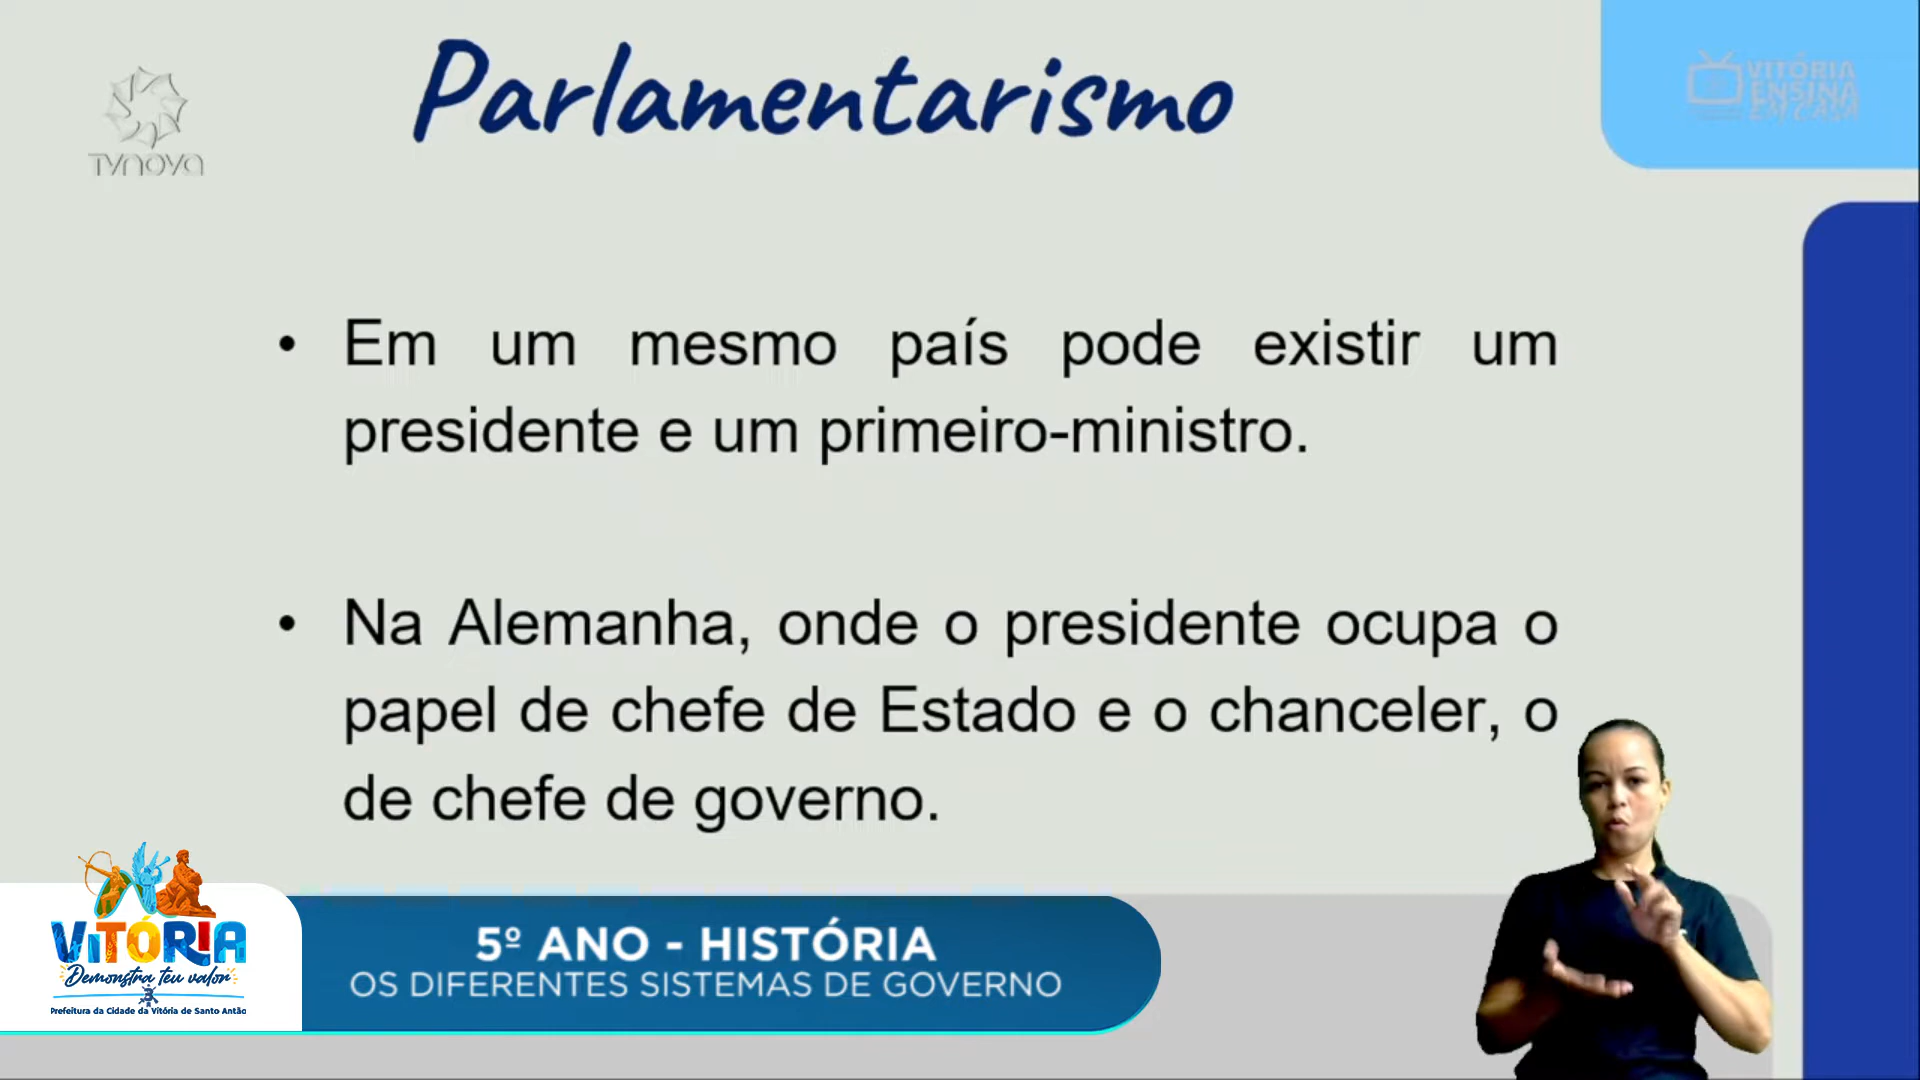 Parlamentarismo
TVNOVA
VITÓRIA
ENSINA
EM CASA
• Em um mesmo país pode existir um
presidente e um primeiro-ministro.
• Na Alemanha, onde o presidente ocupa o
papel de chefe de Estado e o chanceler, o
de chefe de governo.
VITÓRIA
Demonstra teu valor
Prefeitura da Cidade da Vitória de Santo Antão
5º ANO - HISTÓRIA
OS DIFERENTES SISTEMAS DE GOVERNO